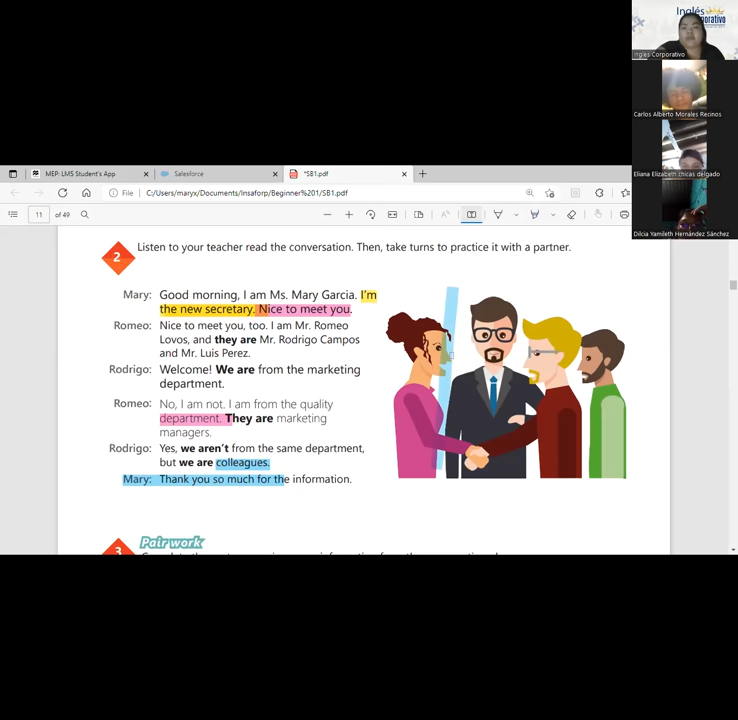 Inglés
Corporativo
Ingles Corporativo
Carlos Alberto Morales Recinos
Eliana Elizabeth chicas delgado
Dilcia Yamileth Hernández Sánchez
MEP: LMS Student's App
Salesforce
*SB1.pdf
File
C:/Users/maryx/Documents/Insaforp/Beginner%201/SB1.pdf
11 of 49
2
Listen to your teacher read the conversation. Then, take turns to practice it with a partner.
Mary: Good morning, I am Ms. Mary Garcia. I'm
the new secretary. Nice to meet you.
Romeo: Nice to meet you, too. I am Mr. Romeo
Lovos, and they are Mr. Rodrigo Campos
and Mr. Luis Perez.
Rodrigo: Welcome! We are from the marketing
department.
Romeo: No, I am not. I am from the quality
department. They are marketing
managers.
Rodrigo: Yes, we aren't from the same department,
but we are colleagues.
Mary: Thank you so much for the information.
3
Pair work